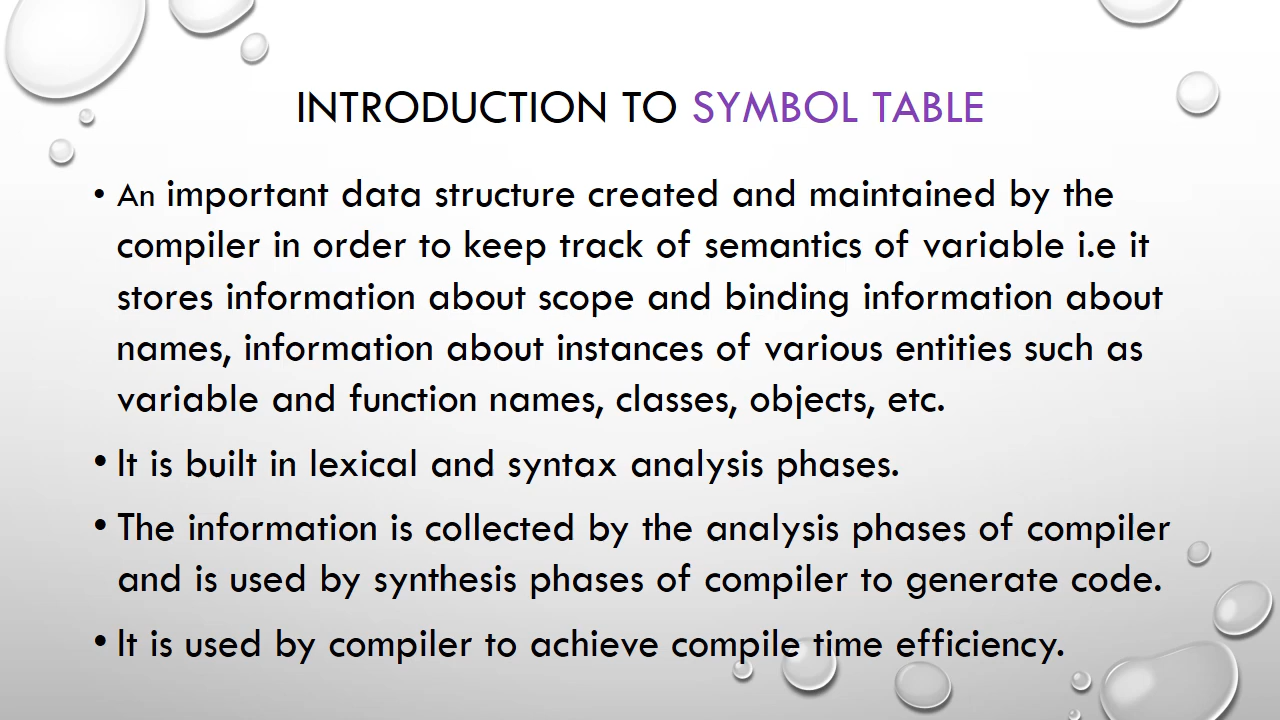 INTRODUCTION TO SYMBOL TABLE
• An important data structure created and maintained by the
compiler in order to keep track of semantics of variable i.e it
stores information about scope and binding information about
names, information about instances of various entities such as
variable and function names, classes, objects, etc.
• It is built in lexical and syntax analysis phases.
• The information is collected by the analysis phases of compiler
and is used by synthesis phases of compiler to generate code.
• It is used by compiler to achieve compile time efficiency.